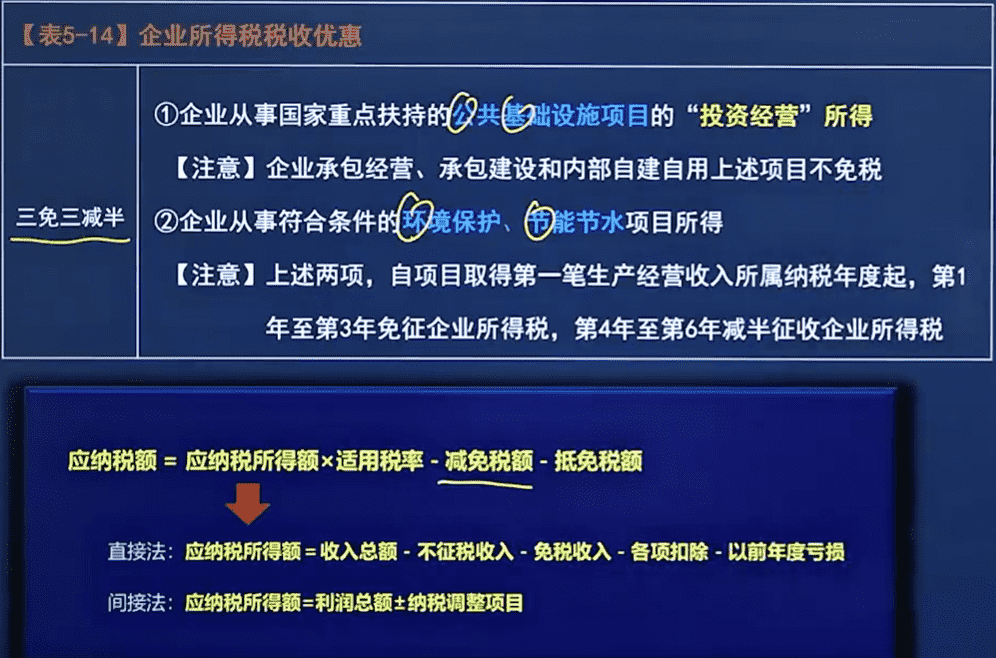 【表5-14】企业所得税税收优惠
三免三减半
①企业从事国家重点扶持的公共基础设施项目的“投资经营”所得
【注意】企业承包经营、承包建设和内部自建自用上述项目不免税
②企业从事符合条件的环境保护、节能节水项目所得
【注意】上述两项，自项目取得第一笔生产经营收入所属纳税年度起，第1
年至第3年免征企业所得税，第4年至第6年减半征收企业所得税
应纳税额 = 应纳税所得额×适用税率 - 减免税额 - 抵免税额
直接法：应纳税所得额 = 收入总额 - 不征税收入 - 免税收入 - 各项扣除 - 以前年度亏损
间接法：应纳税所得额=利润总额±纳税调整项目